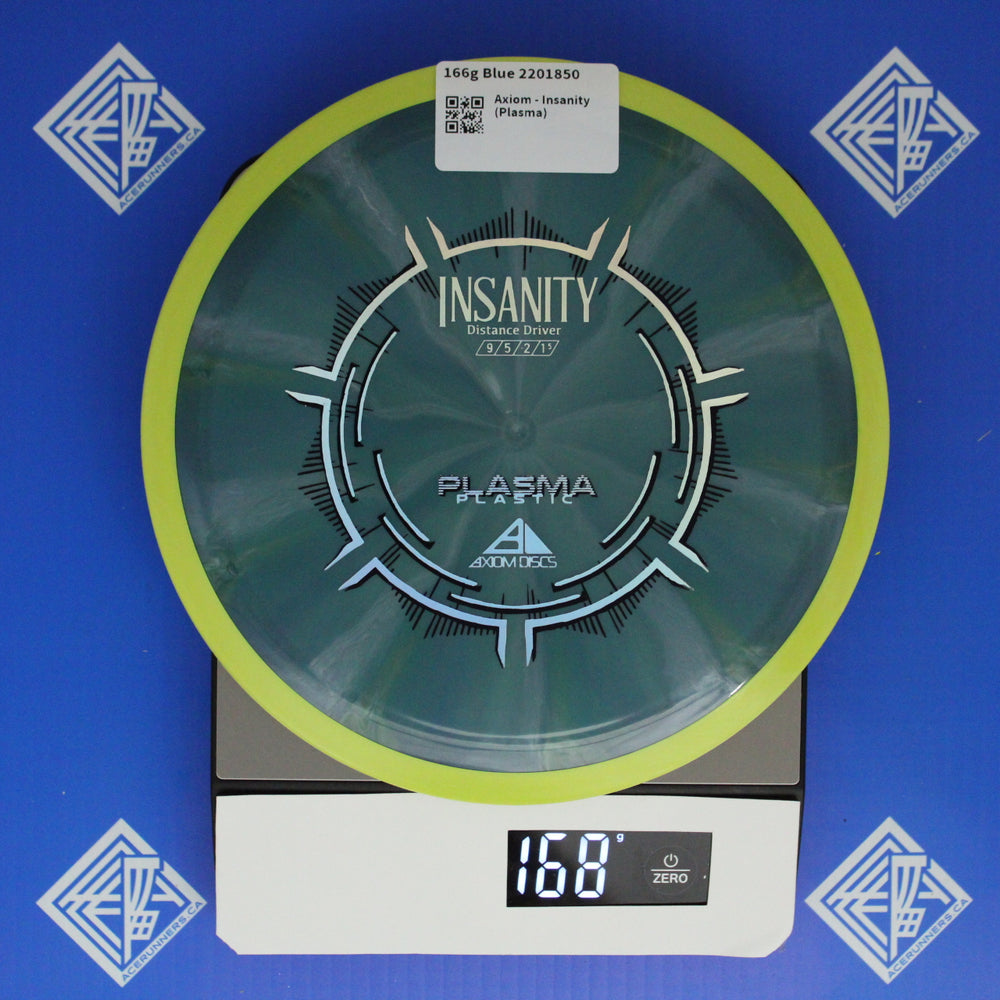 166g Blue 2201850
Axiom - Insanity
(Plasma)
ACERUNNERS.CA
ACERUNNERS.CA
INSANITY
Distance Driver
9/5/-2/1.5
PLASMA
PLASTIC
AXIOM DISCS
168 g
ZERO
ACERUNNERS.CA
ACERUNNERS.CA